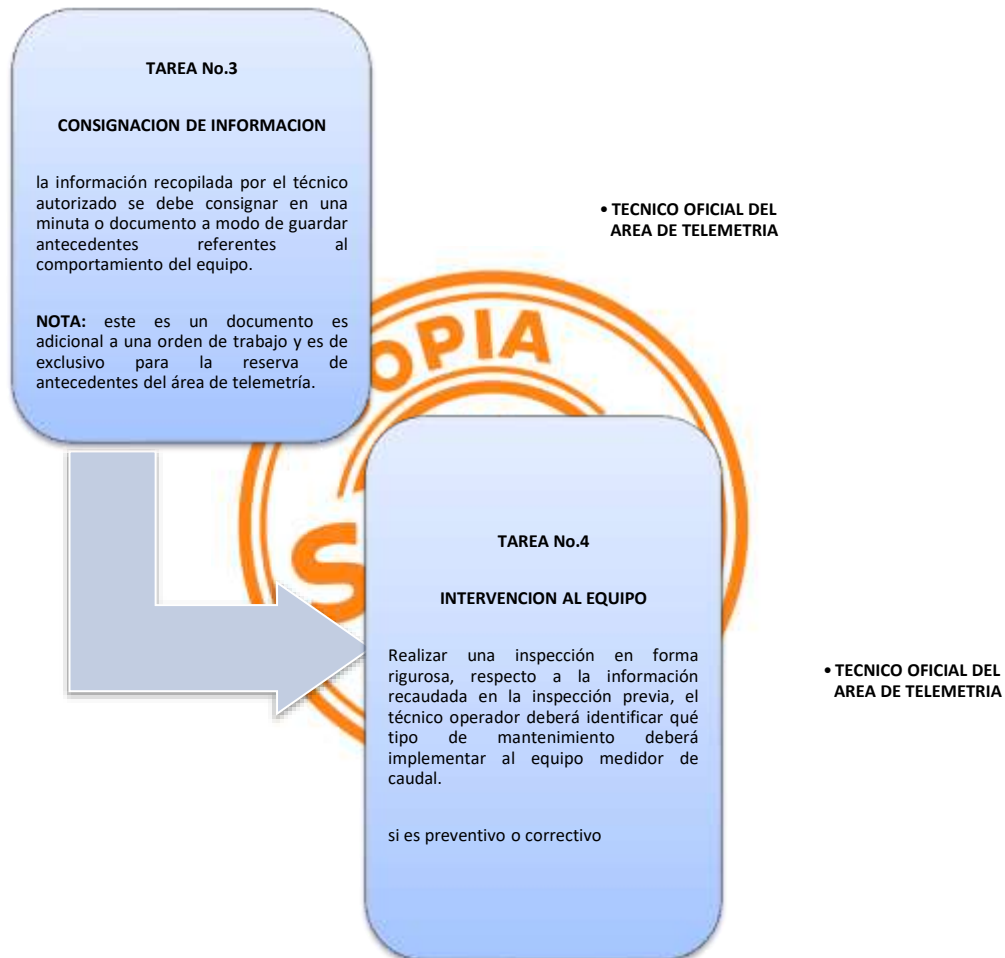 TAREA No.3
CONSIGNACION DE INFORMACION
la información recopilada por el técnico
autorizado se debe consignar en una
minuta o documento a modo de guardar
antecedentes referentes al
comportamiento del equipo.
NOTA: este es un documento es
adicional a una orden de trabajo y es de
exclusivo para la reserva de
antecedentes del área de telemetría.
• TECNICO OFICIAL DEL
AREA DE TELEMETRIA
OPIA
S
TAREA No.4
INTERVENCION AL EQUIPO
Realizar una inspección en forma
rigurosa, respecto a la información
recaudada en la inspección previa, el
técnico operador deberá identificar qué
tipo de mantenimiento deberá
implementar al equipo medidor de
caudal.
si es preventivo o correctivo
• TECNICO OFICIAL DEL
AREA DE TELEMETRIA